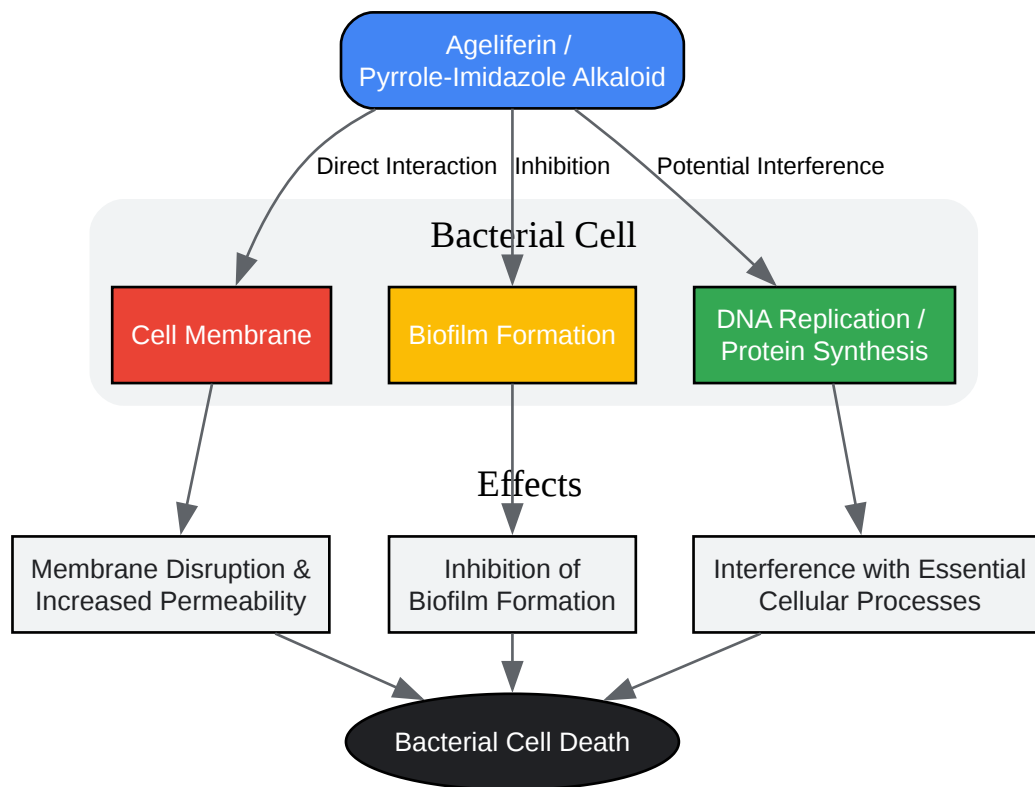 Ageliferin /
Pyrrole-Imidazole Alkaloid
Direct Interaction
Inhibition
Potential Interference
Bacterial Cell
Cell Membrane
Biofilm Formation
DNA Replication /
Protein Synthesis
Effects
Membrane Disruption &
Increased Permeability
Inhibition of
Biofilm Formation
Interference with Essential
Cellular Processes
Bacterial Cell Death